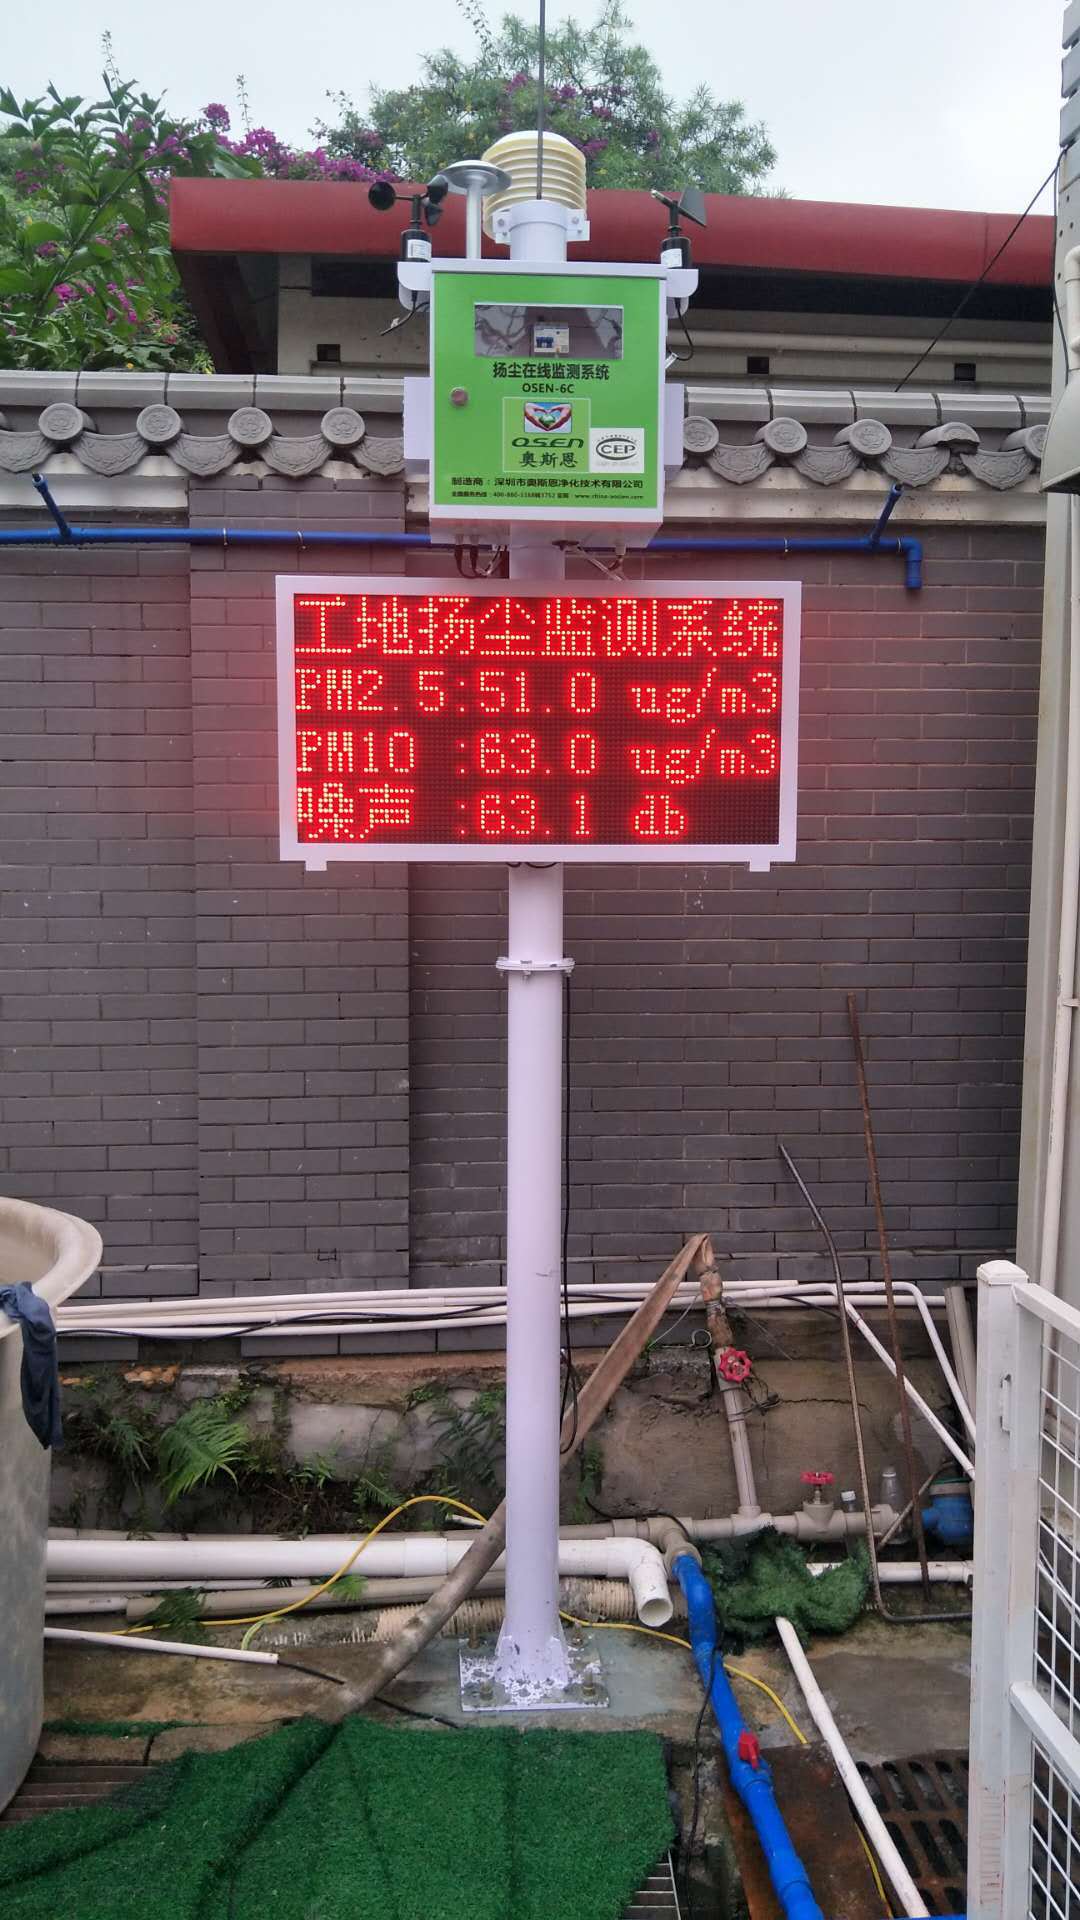 扬尘在线监测系统
OSEN-6C
OSEN
奥斯恩
CEP
制造商：深圳市奥斯恩净化技术有限公司
工地扬尘监测系统
PM2.5:51.0 ug/m3
PM10 :63.0 ug/m3
噪声 :63.1 db